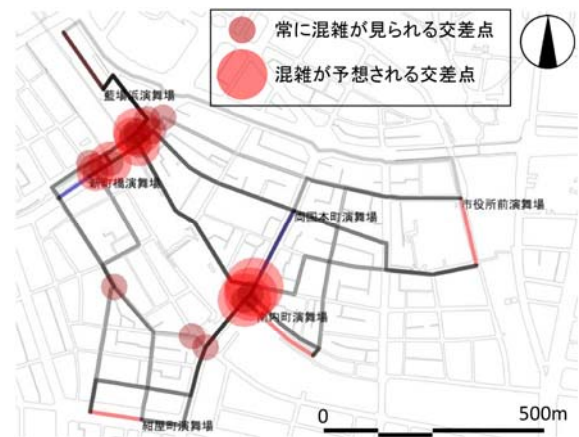 常に混雑が見られる交差点
混雑が予想される交差点
藍場浜演舞場
新町橋演舞場
両国本町演舞場
市役所前演舞場
南内町演舞場
紺屋町演舞場
0
500m